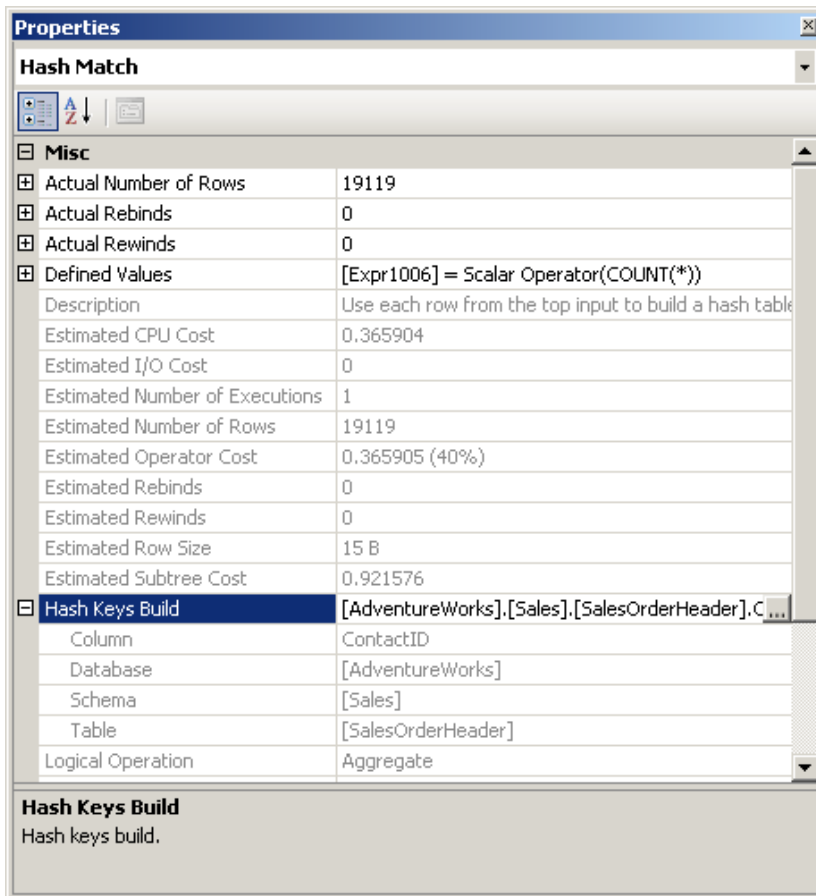 Properties
Hash Match
Misc
Actual Number of Rows 19119
Actual Rebinds 0
Actual Rewinds 0
Defined Values [Expr1006] = Scalar Operator(COUNT(*))
Description Use each row from the top input to build a hash table
Estimated CPU Cost 0.365904
Estimated I/O Cost 0
Estimated Number of Executions 1
Estimated Number of Rows 19119
Estimated Operator Cost 0.365905 (40%)
Estimated Rebinds 0
Estimated Rewinds 0
Estimated Row Size 15 B
Estimated Subtree Cost 0.921576
Hash Keys Build [AdventureWorks].[Sales].[SalesOrderHeader].C ...
Column ContactID
Database [AdventureWorks]
Schema [Sales]
Table [SalesOrderHeader]
Logical Operation Aggregate
Hash Keys Build
Hash keys build.